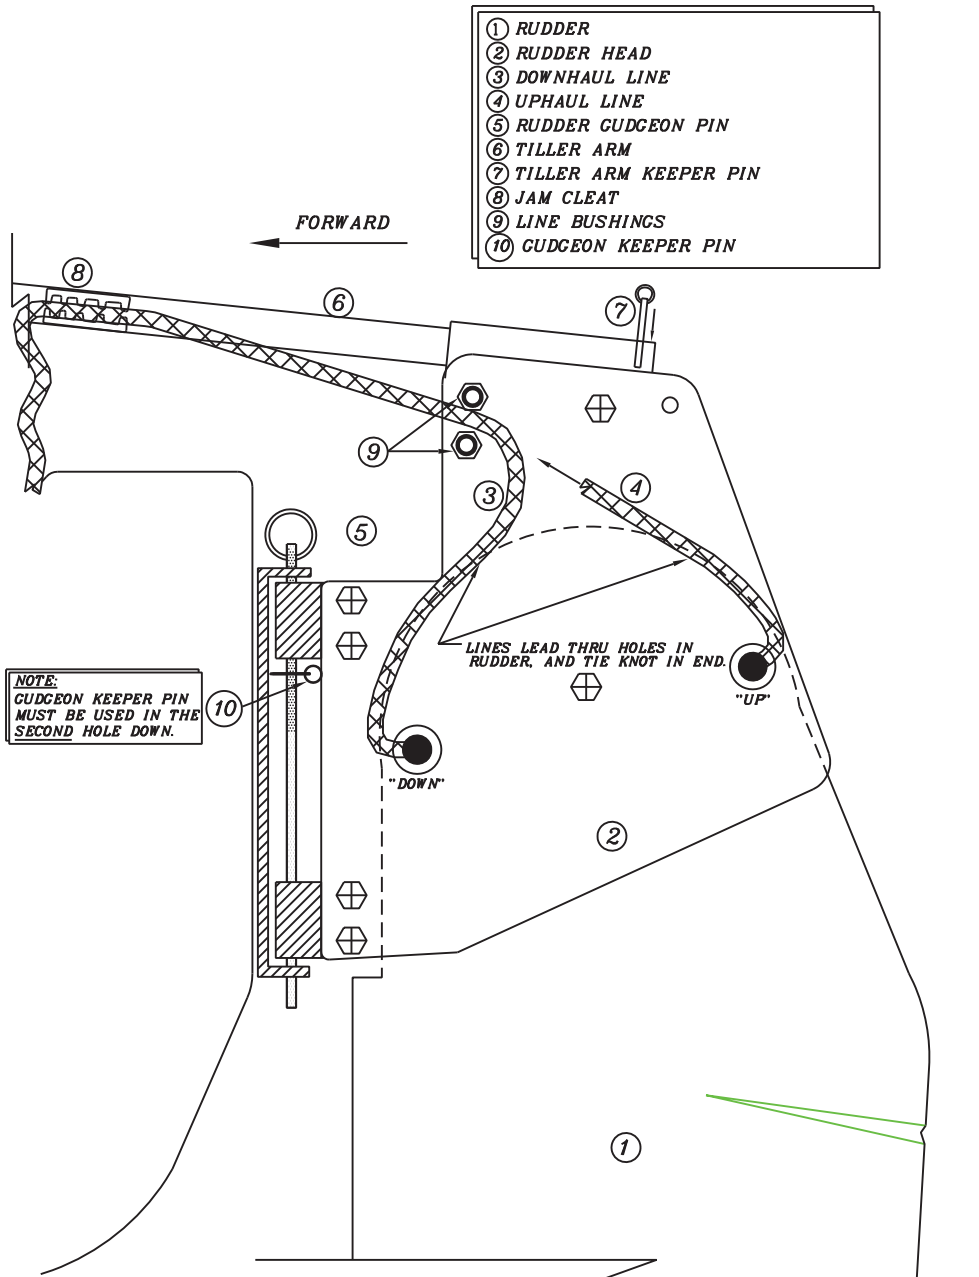 1 RUDDER
2 RUDDER HEAD
3 DOWNHAUL LINE
4 UPHAUL LINE
5 RUDDER GUDGEON PIN
6 TILLER ARM
7 TILLER ARM KEEPER PIN
8 JAM CLEAT
9 LINE BUSHINGS
10 GUDGEON KEEPER PIN
FORWARD
8
6
7
9
3
4
5
LINES LEAD THRU HOLES IN
RUDDER, AND TIE KNOT IN END.
"UP"
NOTE:
GUDGEON KEEPER PIN
MUST BE USED IN THE
SECOND HOLE DOWN.
10
"DOWN"
2
1